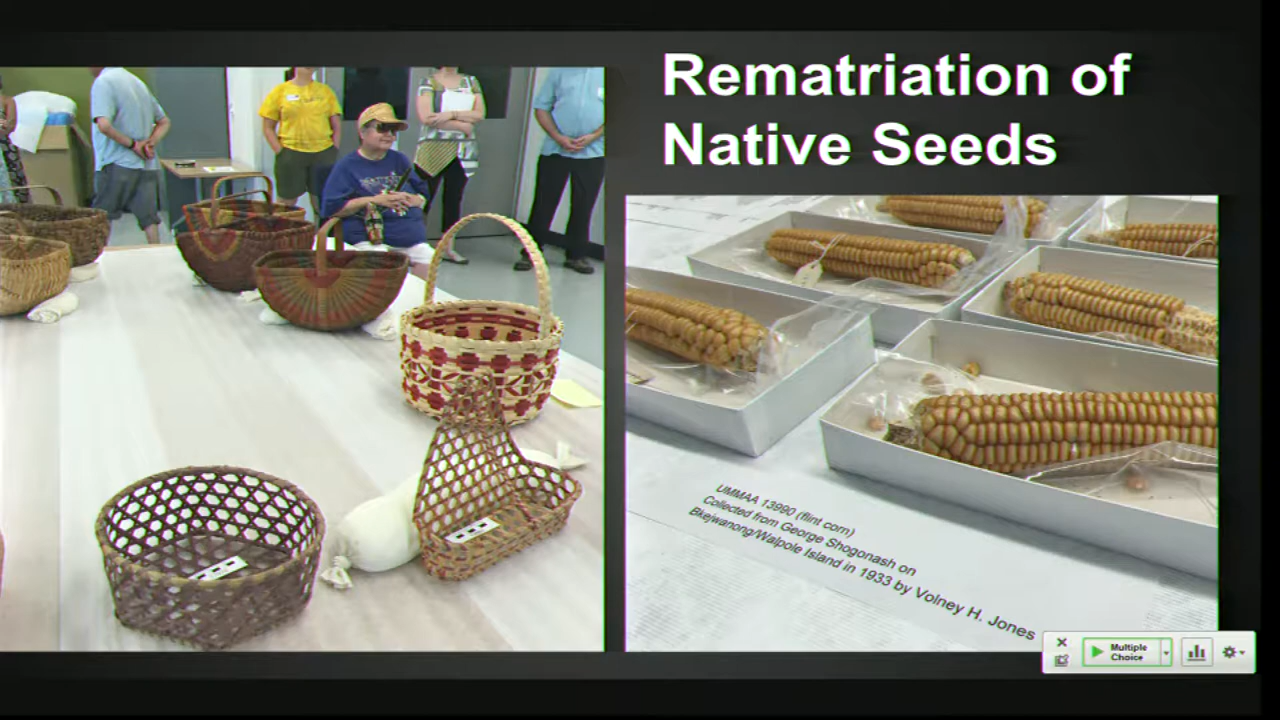 Rematriation of
Native Seeds
UMMAA 13990 (flint corn)
Collected from George Shogonash on
Bkejwanong/Walpole Island in 1933 by Volney H. Jones
Multiple
Choice